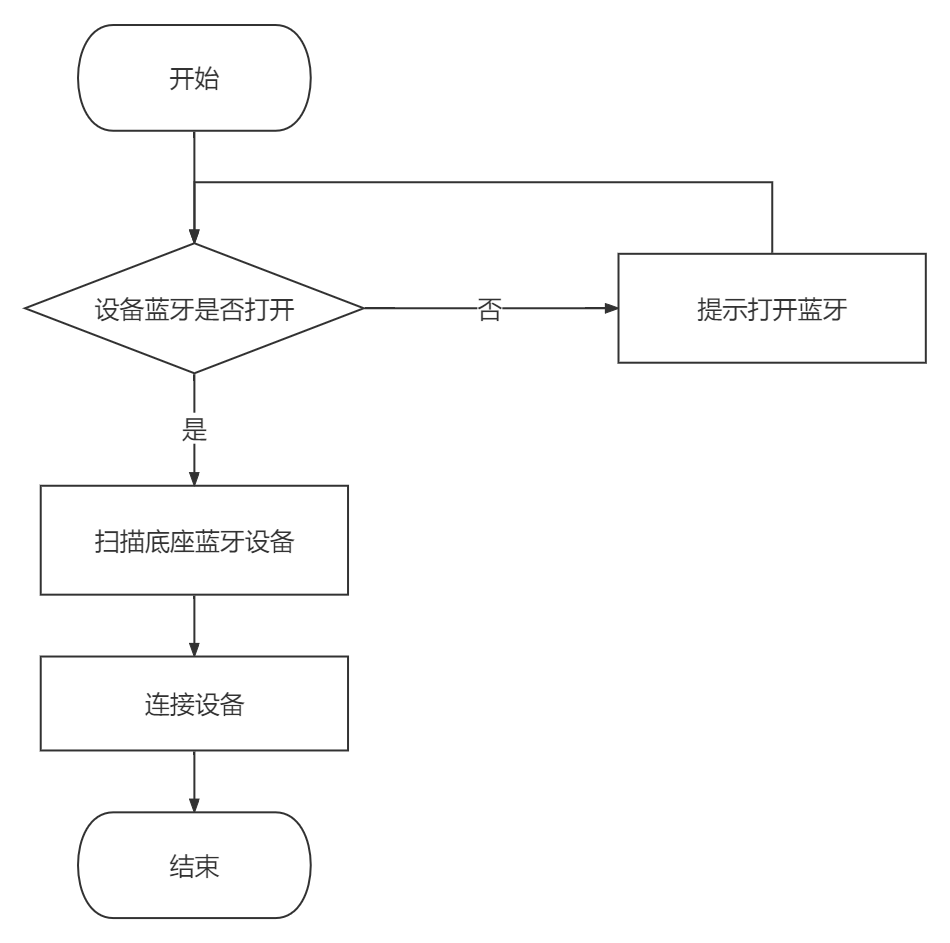 开始
设备蓝牙是否打开
否
提示打开蓝牙
是
扫描底座蓝牙设备
连接设备
结束